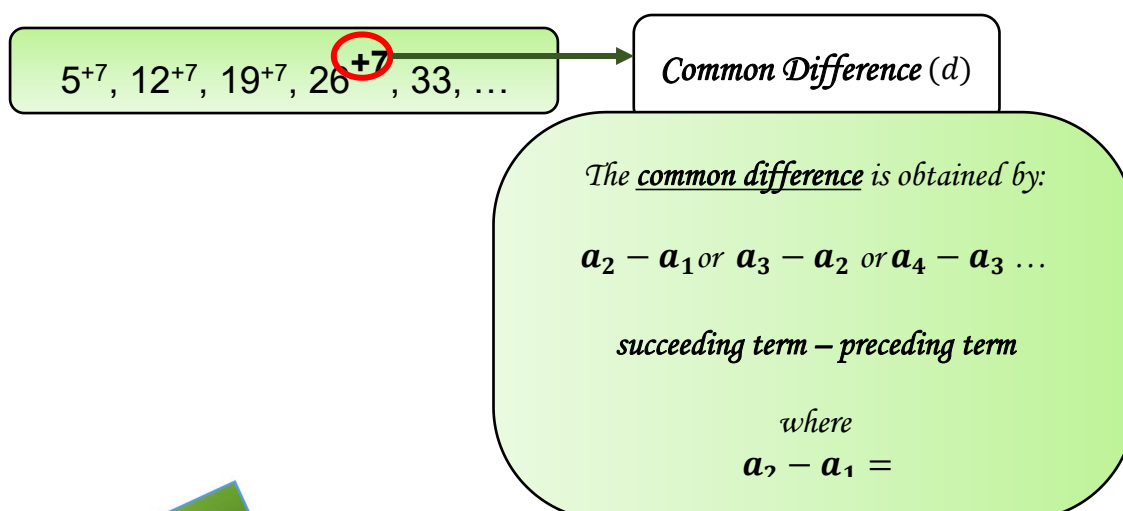 5⁺⁷, 12⁺⁷, 19⁺⁷, 26⁺⁷, 33, …
Common Difference (d)
The common difference is obtained by:
a₂ − a₁ or a₃ − a₂ or a₄ − a₃ …
succeeding term – preceding term
where
a₂ − a₁ =